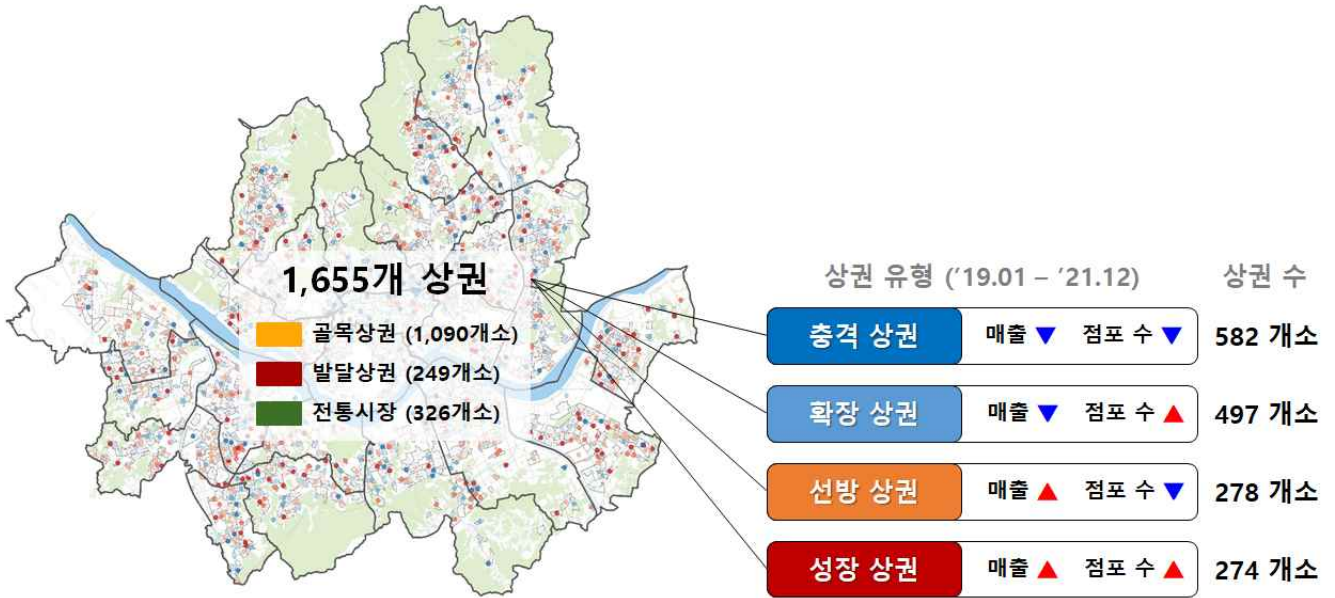 1,655개 상권
골목상권 (1,090개소)
발달상권 (249개소)
전통시장 (326개소)
상권 유형 (’19.01 – ’21.12) 상권 수
충격 상권 매출 ▼ 점포 수 ▼ 582 개소
확장 상권 매출 ▼ 점포 수 ▲ 497 개소
선방 상권 매출 ▲ 점포 수 ▼ 278 개소
성장 상권 매출 ▲ 점포 수 ▲ 274 개소